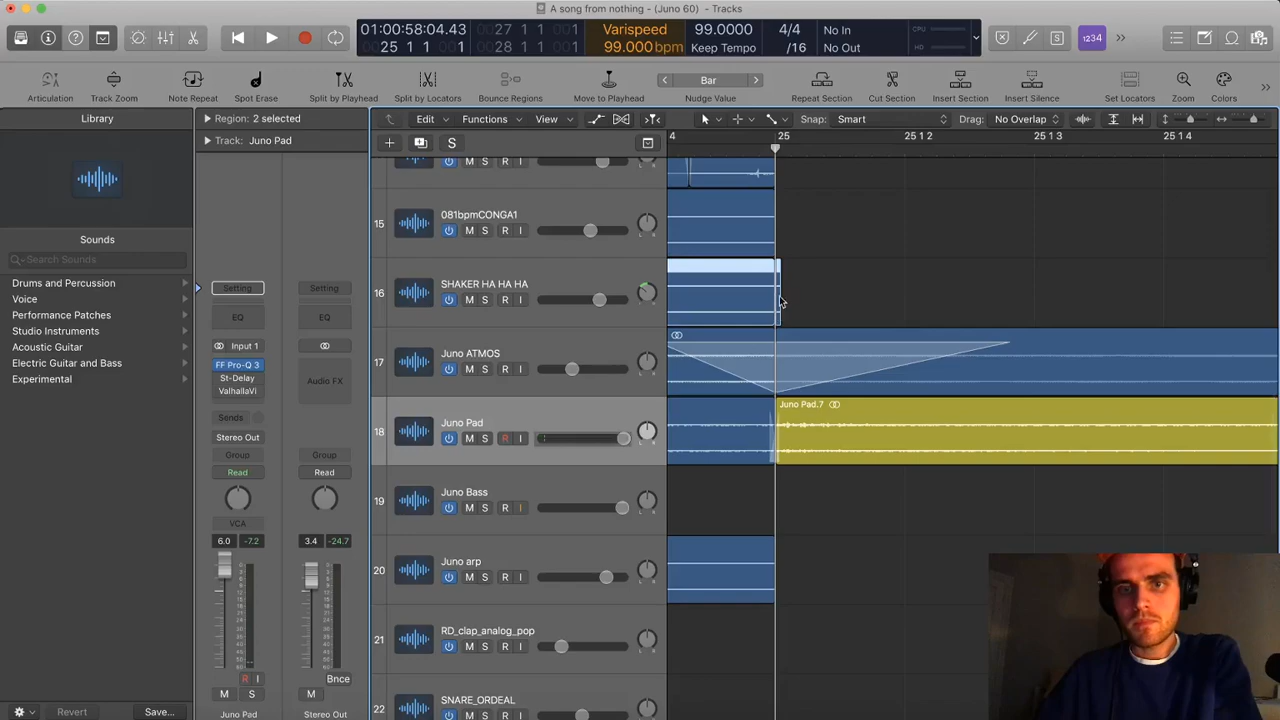 A song from nothing - (Juno 60) - Tracks
01:00:58:04.43
25 1 1 1
27 1 1 1
28 1 1 1
Varispeed
99.000 bpm
99.0000
Keep Tempo
4/4
/16
No In
No Out
CPU
HD
1234
Articulation
Track Zoom
Note Repeat
Spot Erase
Split by Playhead
Split by Locators
Bounce Regions
Move to Playhead
Bar
Nudge Value
Repeat Section
Cut Section
Insert Section
Insert Silence
Set Locators
Zoom
Colors
Library
Region: 2 selected
Edit
Functions
View
Snap: Smart
Drag: No Overlap
Track: Juno Pad
S
4
25
25 1 2
25 1 3
25 1 4
Sounds
Search Sounds
Drums and Percussion
Voice
Performance Patches
Studio Instruments
Acoustic Guitar
Electric Guitar and Bass
Experimental
Revert
Save...
Setting
EQ
Input 1
FF Pro-Q 3
St-Delay
ValhallaVi
Sends
Stereo Out
Group
Read
VCA
6.0
-7.2
R I
M S
Juno Pad
Setting
EQ
Audio FX
Group
Read
3.4
-24.7
Bnce
M
Stereo Out
M S R I
15
081bpmCONGA1
M S R I
16
SHAKER HA HA HA
M S R I
17
Juno ATMOS
M S R I
18
Juno Pad
M S R I
Juno Pad.7
19
Juno Bass
M S R I
20
Juno arp
M S R I
21
RD_clap_analog_pop
M S R I
22
SNARE_ORDEAL
M S R I